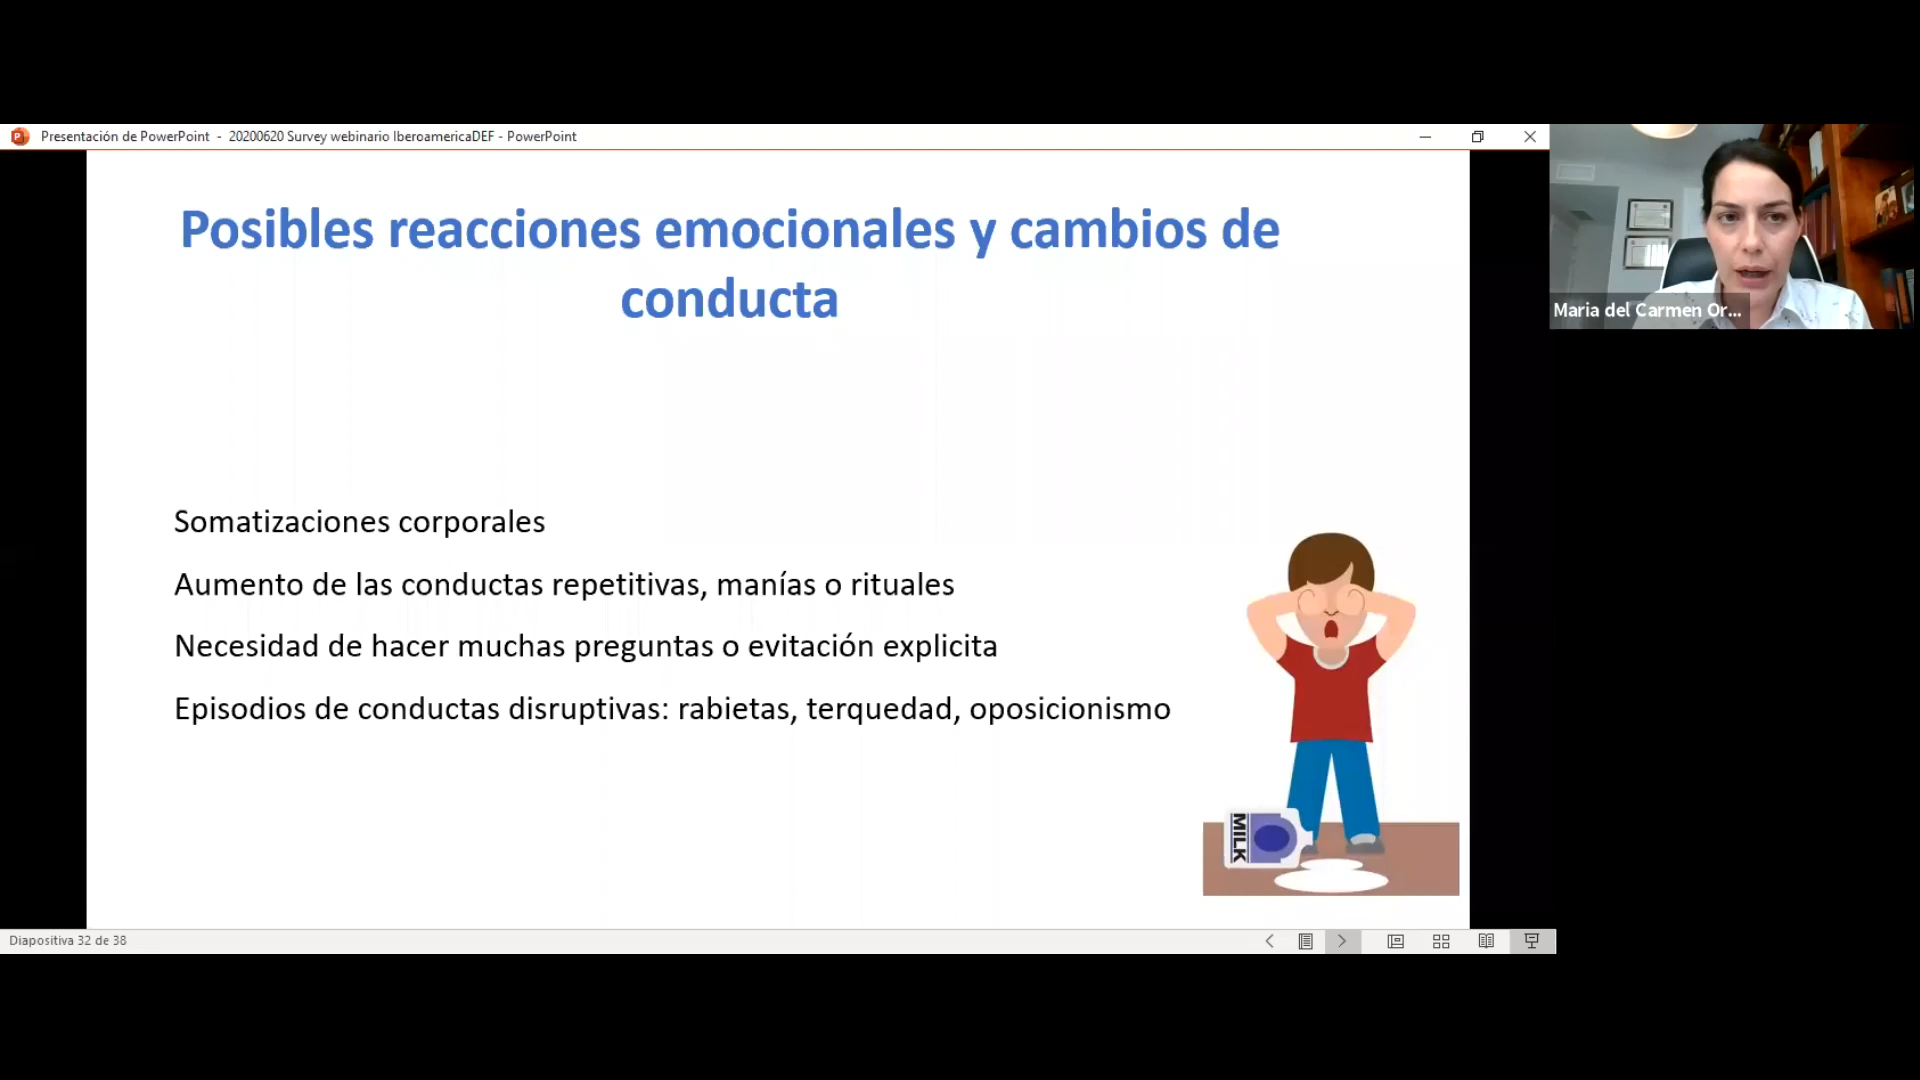 Presentación de PowerPoint - 20200620 Survey webinario IberoamericaDEF - PowerPoint
Posibles reacciones emocionales y cambios de
conducta
Maria del Carmen Or...
Somatizaciones corporales
Aumento de las conductas repetitivas, manías o rituales
Necesidad de hacer muchas preguntas o evitación explicita
Episodios de conductas disruptivas: rabietas, terquedad, oposicionismo
MILK
Diapositiva 32 de 38